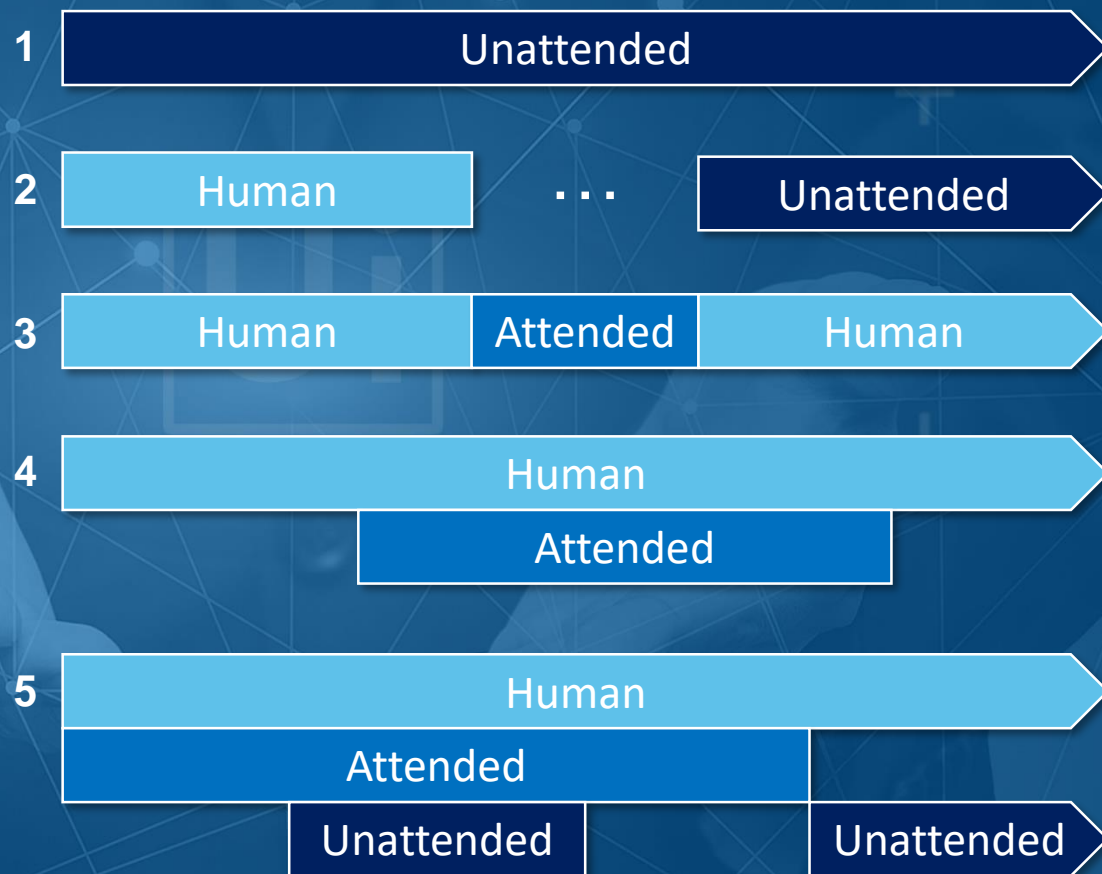 1 Unattended
2 Human ... Unattended
3 Human Attended Human
4 Human
Attended
5 Human
Attended
Unattended Unattended